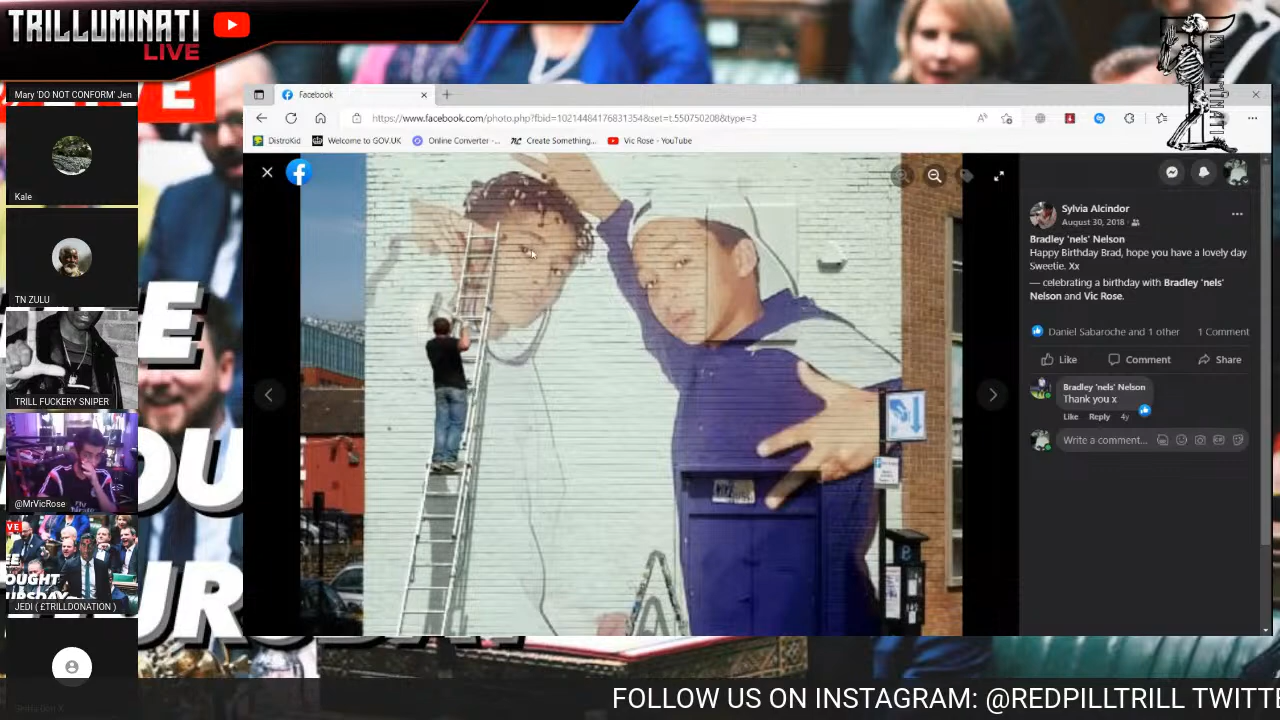 TRILLUMINATI
LIVE
Mary 'DO NOT CONFORM' Jen
Kale
TN ZULU
TRILL FUCKERY SNIPER
@MrVicRose
JEDI ( £TRILLDONATION )
Facebook
https://www.facebook.com/photo.php?fbid=10214484176831354&set=t.550750208&type=3
DistroKid
Welcome to GOV.UK
Online Converter -...
Create Something...
Vic Rose - YouTube
Sylvia Alcindor
August 30, 2018
Bradley 'nels' Nelson
Happy Birthday Brad, hope you have a lovely day
Sweetie. Xx
— celebrating a birthday with Bradley 'nels'
Nelson and Vic Rose.
Daniel Sabaroche and 1 other
1 Comment
Like
Comment
Share
Bradley 'nels' Nelson
Thank you x
Like
Reply
4y
Write a comment...
FOLLOW US ON INSTAGRAM: @REDPILLTRILL TWITTE